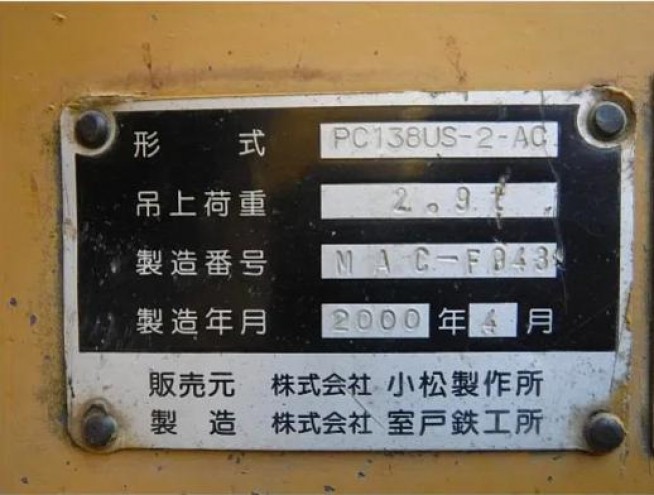 形 式 PC138US-2-AC
吊上荷重 2.9t
製造番号 MAC-F943
製造年月 2000年4月
販売元 株式会社 小松製作所
製造 株式会社 室戸鉄工所